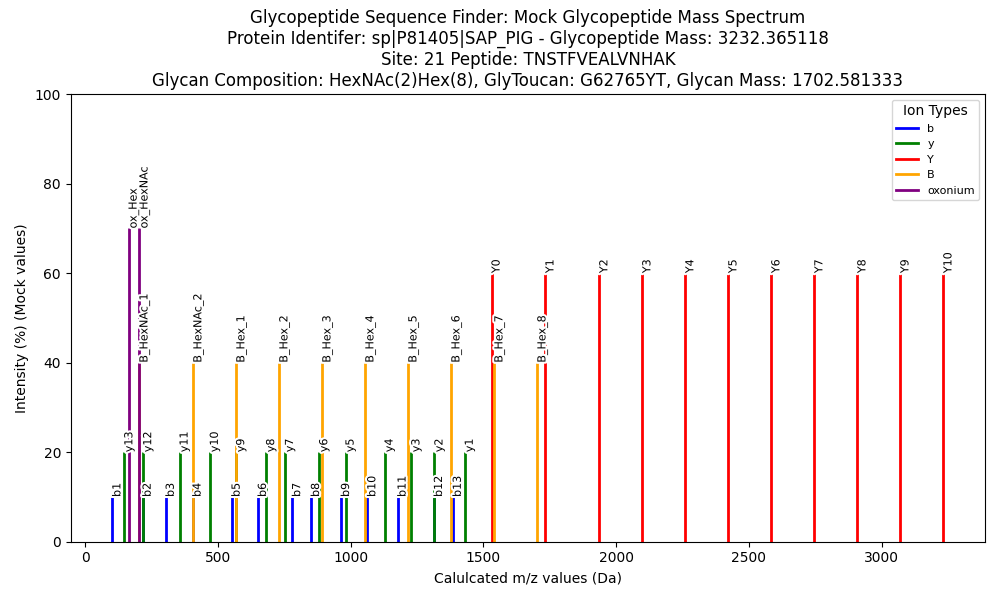 Glycopeptide Sequence Finder: Mock Glycopeptide Mass Spectrum
Protein Identifer: sp|P81405|SAP_PIG - Glycopeptide Mass: 3232.365118
Site: 21 Peptide: TNSTFVEALVNHAK
Glycan Composition: HexNAc(2)Hex(8), GlyToucan: G62765YT, Glycan Mass: 1702.581333
Intensity (%) (Mock values)
100
80
60
40
20
0
Ion Types
b
y
Y
B
oxonium
ox_Hex
ox_HexNAc
Y0
Y1
Y2
Y3
Y4
Y5
Y6
Y7
Y8
Y9
Y10
B_HexNAc_1
B_HexNAc_2
B_Hex_1
B_Hex_2
B_Hex_3
B_Hex_4
B_Hex_5
B_Hex_6
B_Hex_7
B_Hex_8
y13
y12
y11
y10
y9
y8
y7
y6
y5
y4
y3
y2
y1
b1
b2
b3
b4
b5
b6
b7
b8
b9
b10
b11
b12
b13
0
500
1000
1500
2000
2500
3000
Calulcated m/z values (Da)